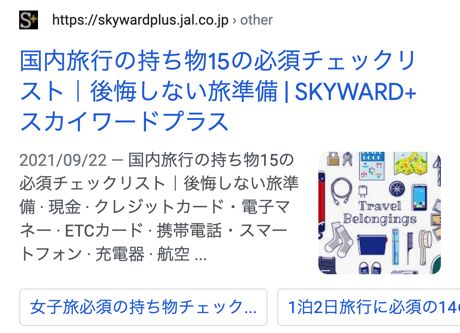 S+ https://skywardplus.jal.co.jp › other
国内旅行の持ち物15の必須チェックリ
スト｜後悔しない旅準備 | SKYWARD+
スカイワードプラス
2021/09/22 — 国内旅行の持ち物15の
必須チェックリスト｜後悔しない旅準
備 · 現金 · クレジットカード・電子マ
ネー · ETCカード · 携帯電話・スマー
トフォン · 充電器 · 航空 ...
Travel
Belongings
女子旅必須の持ち物チェック...
1泊2日旅行に必須の14